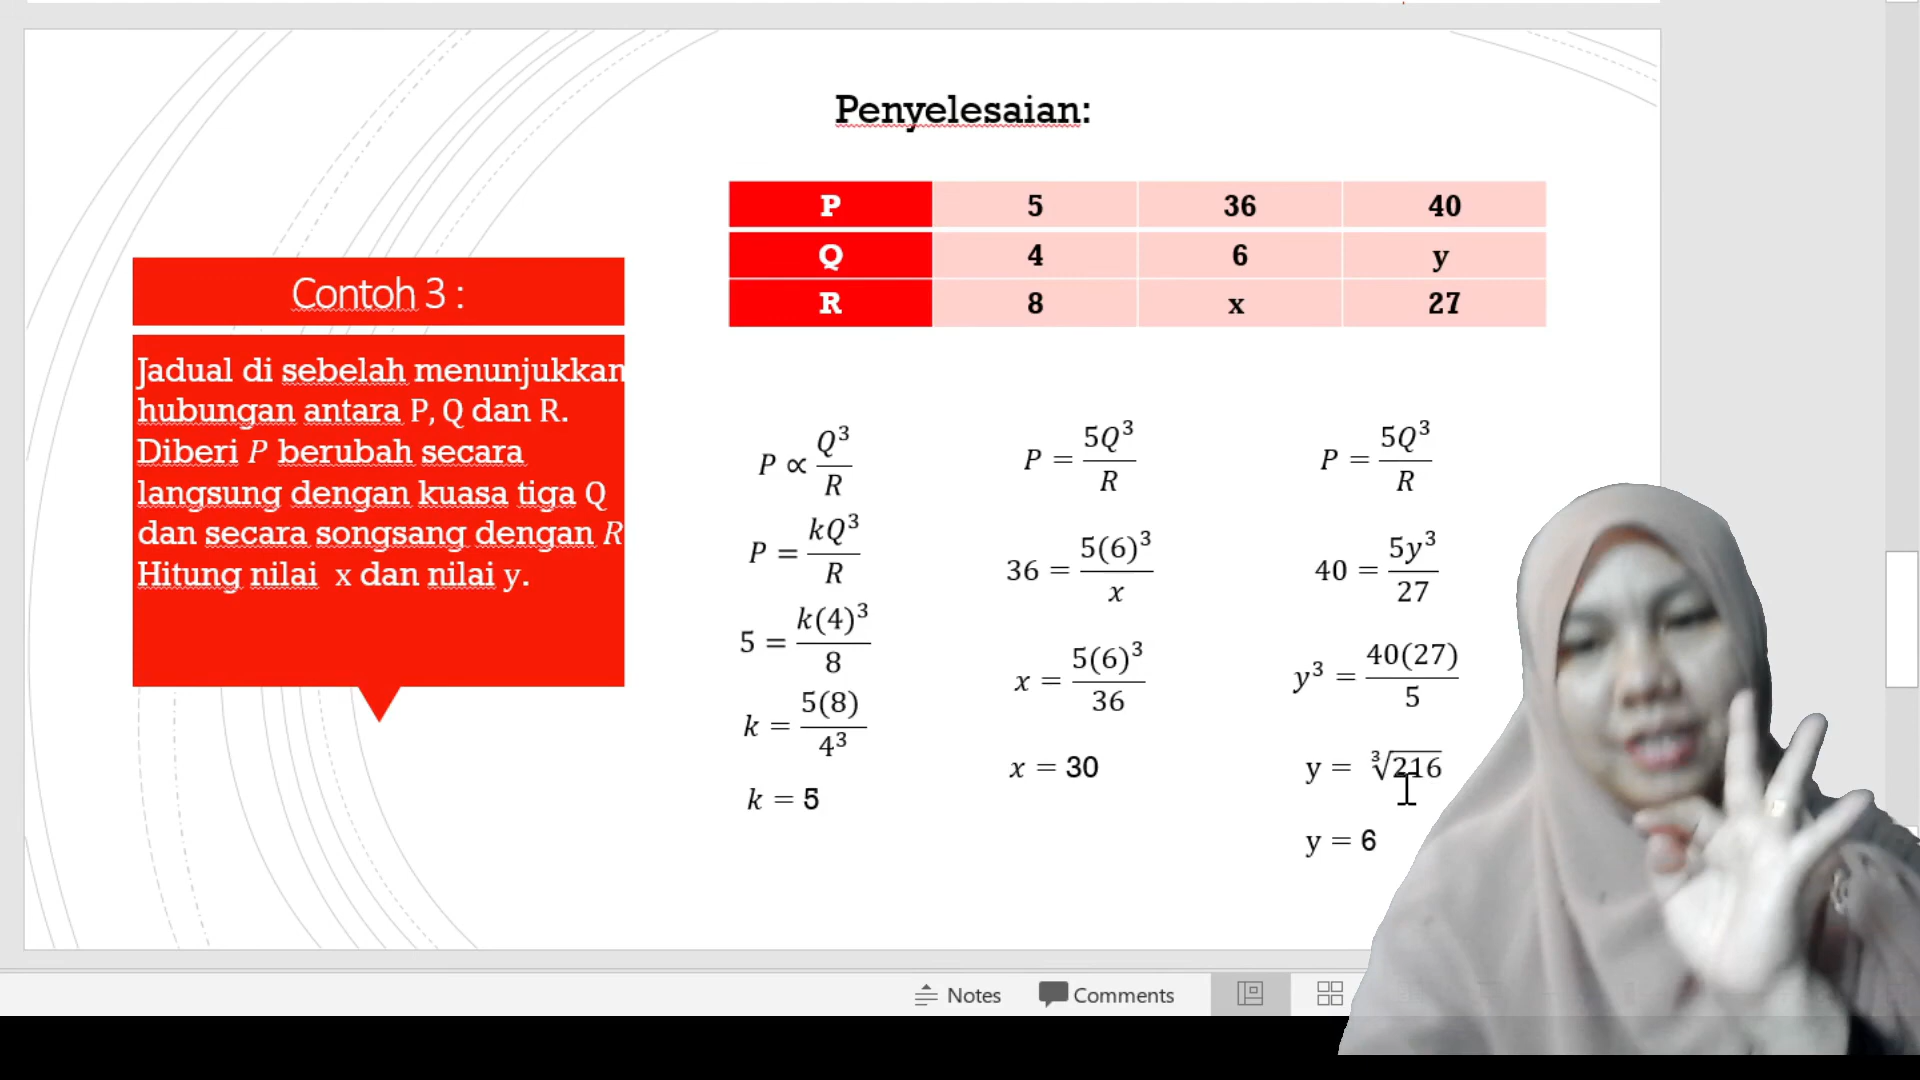 Penyelesaian:
P 5 36 40
Q 4 6 y
R 8 x 27
Contoh 3 :
Jadual di sebelah menunjukkan
hubungan antara P, Q dan R.
Diberi P berubah secara
langsung dengan kuasa tiga Q
dan secara songsang dengan R
Hitung nilai x dan nilai y.
P ∝ Q³/R
P = kQ³/R
5 = k(4)³/8
k = 5(8)/4³
k = 5
P = 5Q³/R
36 = 5(6)³/x
x = 5(6)³/36
x = 30
P = 5Q³/R
40 = 5y³/27
y³ = 40(27)/5
y = ³√216
y = 6
Notes Comments